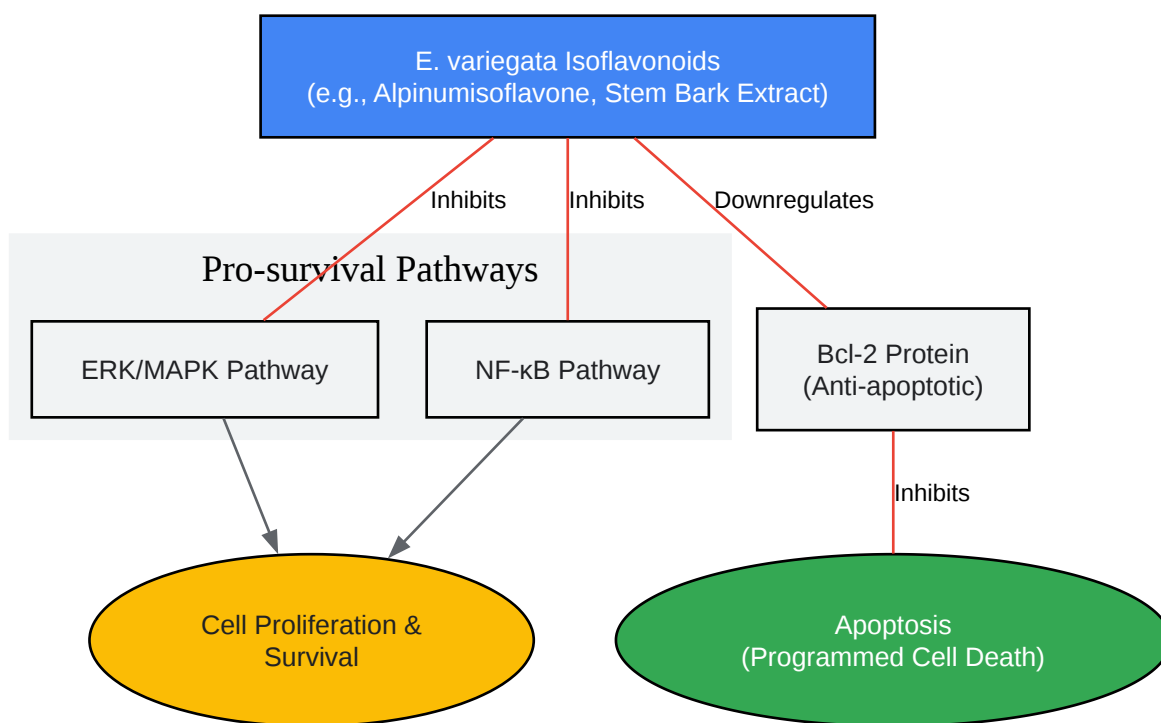 E. variegata Isoflavonoids
(e.g., Alpinumisoflavone, Stem Bark Extract)
Inhibits
Inhibits
Downregulates
Pro-survival Pathways
ERK/MAPK Pathway
NF-κB Pathway
Bcl-2 Protein
(Anti-apoptotic)
Inhibits
Cell Proliferation &
Survival
Apoptosis
(Programmed Cell Death)